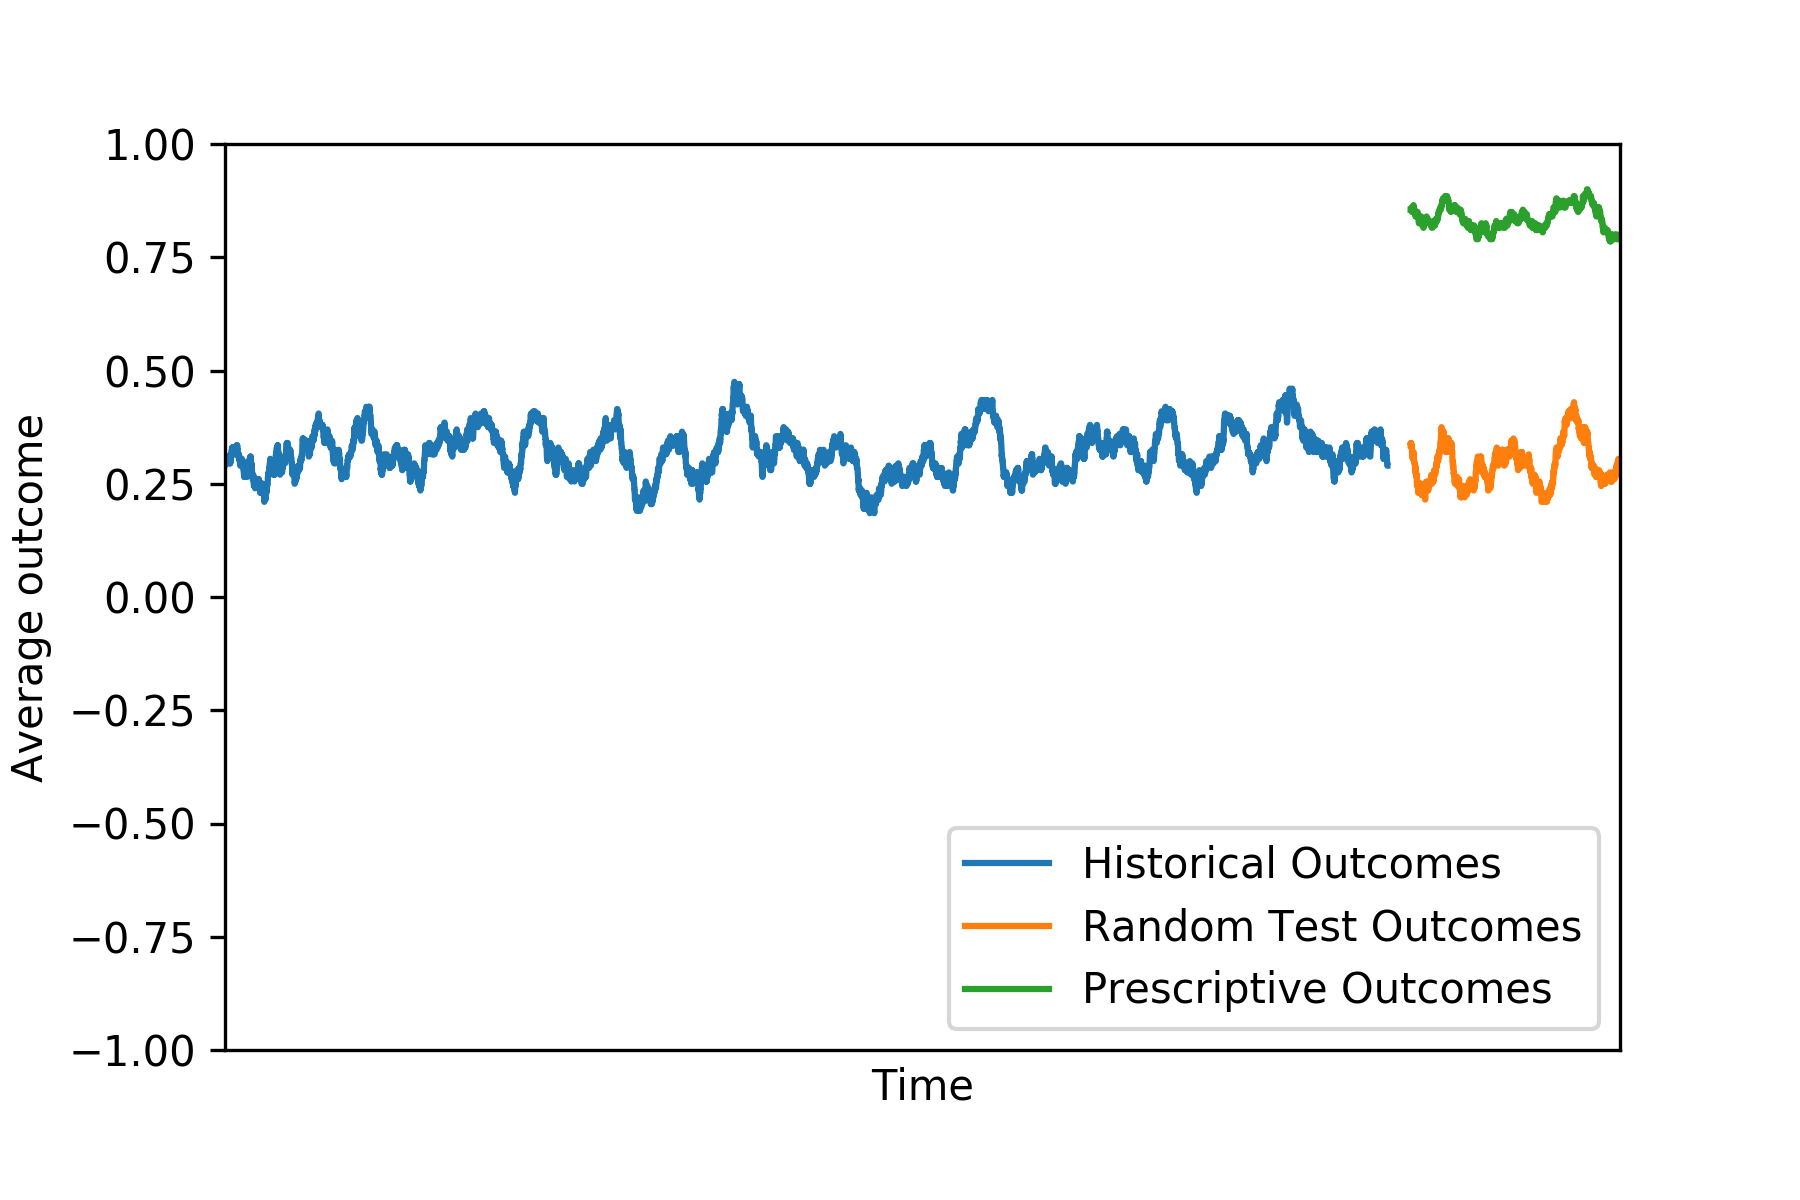 1.00
0.75
0.50
0.25
0.00
−0.25
−0.50
−0.75
−1.00
Average outcome
Time
Historical Outcomes
Random Test Outcomes
Prescriptive Outcomes